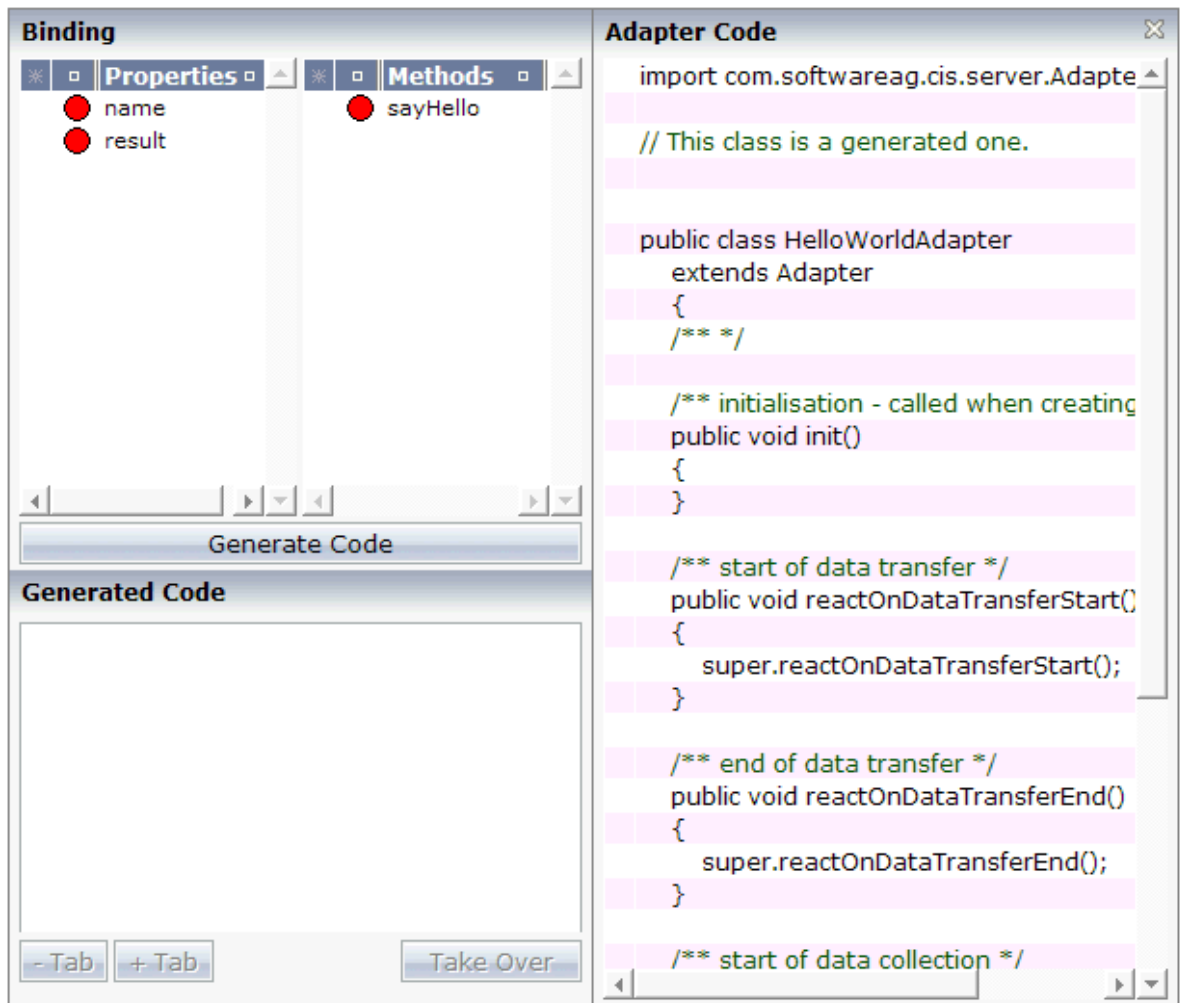 Binding
Properties
Methods
name
sayHello
result
Generate Code
Generated Code
- Tab
+ Tab
Take Over
Adapter Code
import com.softwareag.cis.server.Adapte
// This class is a generated one.
public class HelloWorldAdapter
extends Adapter
{
/** */
/** initialisation - called when creating
public void init()
{
}
/** start of data transfer */
public void reactOnDataTransferStart()
{
super.reactOnDataTransferStart();
}
/** end of data transfer */
public void reactOnDataTransferEnd()
{
super.reactOnDataTransferEnd();
}
/** start of data collection */